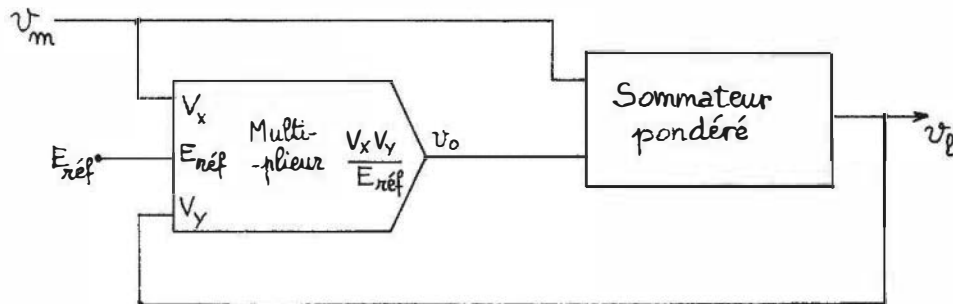 v_m
V_x
E_réf
E_réf
V_y
Multi-
-plieur
V_x V_y
E_réf
v_o
Sommateur
pondéré
v_l